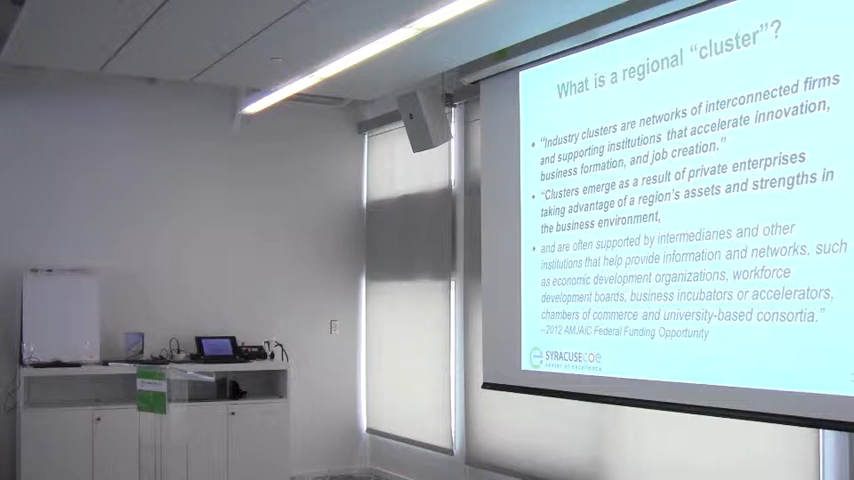 What is a regional “cluster”?
• “Industry clusters are networks of interconnected firms
and supporting institutions that accelerate innovation,
business formation, and job creation.”
• “Clusters emerge as a result of private enterprises
taking advantage of a region’s assets and strengths in
the business environment,
• and are often supported by intermediaries and other
institutions that help provide information and networks, such
as economic development organizations, workforce
development boards, business incubators or accelerators,
chambers of commerce and university-based consortia.”
–2012 AMJAIC Federal Funding Opportunity
SYRACUSECOe
center of excellence